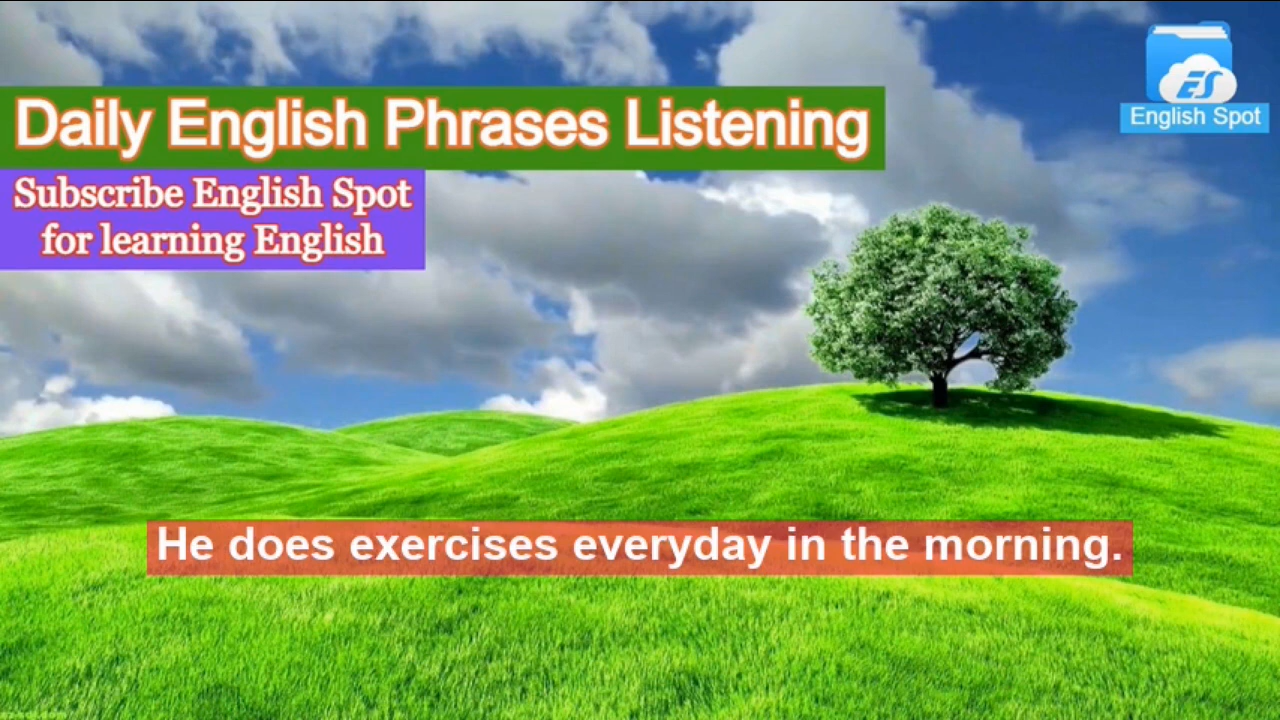 Daily English Phrases Listening
ES
English Spot
Subscribe English Spot
for learning English
He does exercises everyday in the morning.